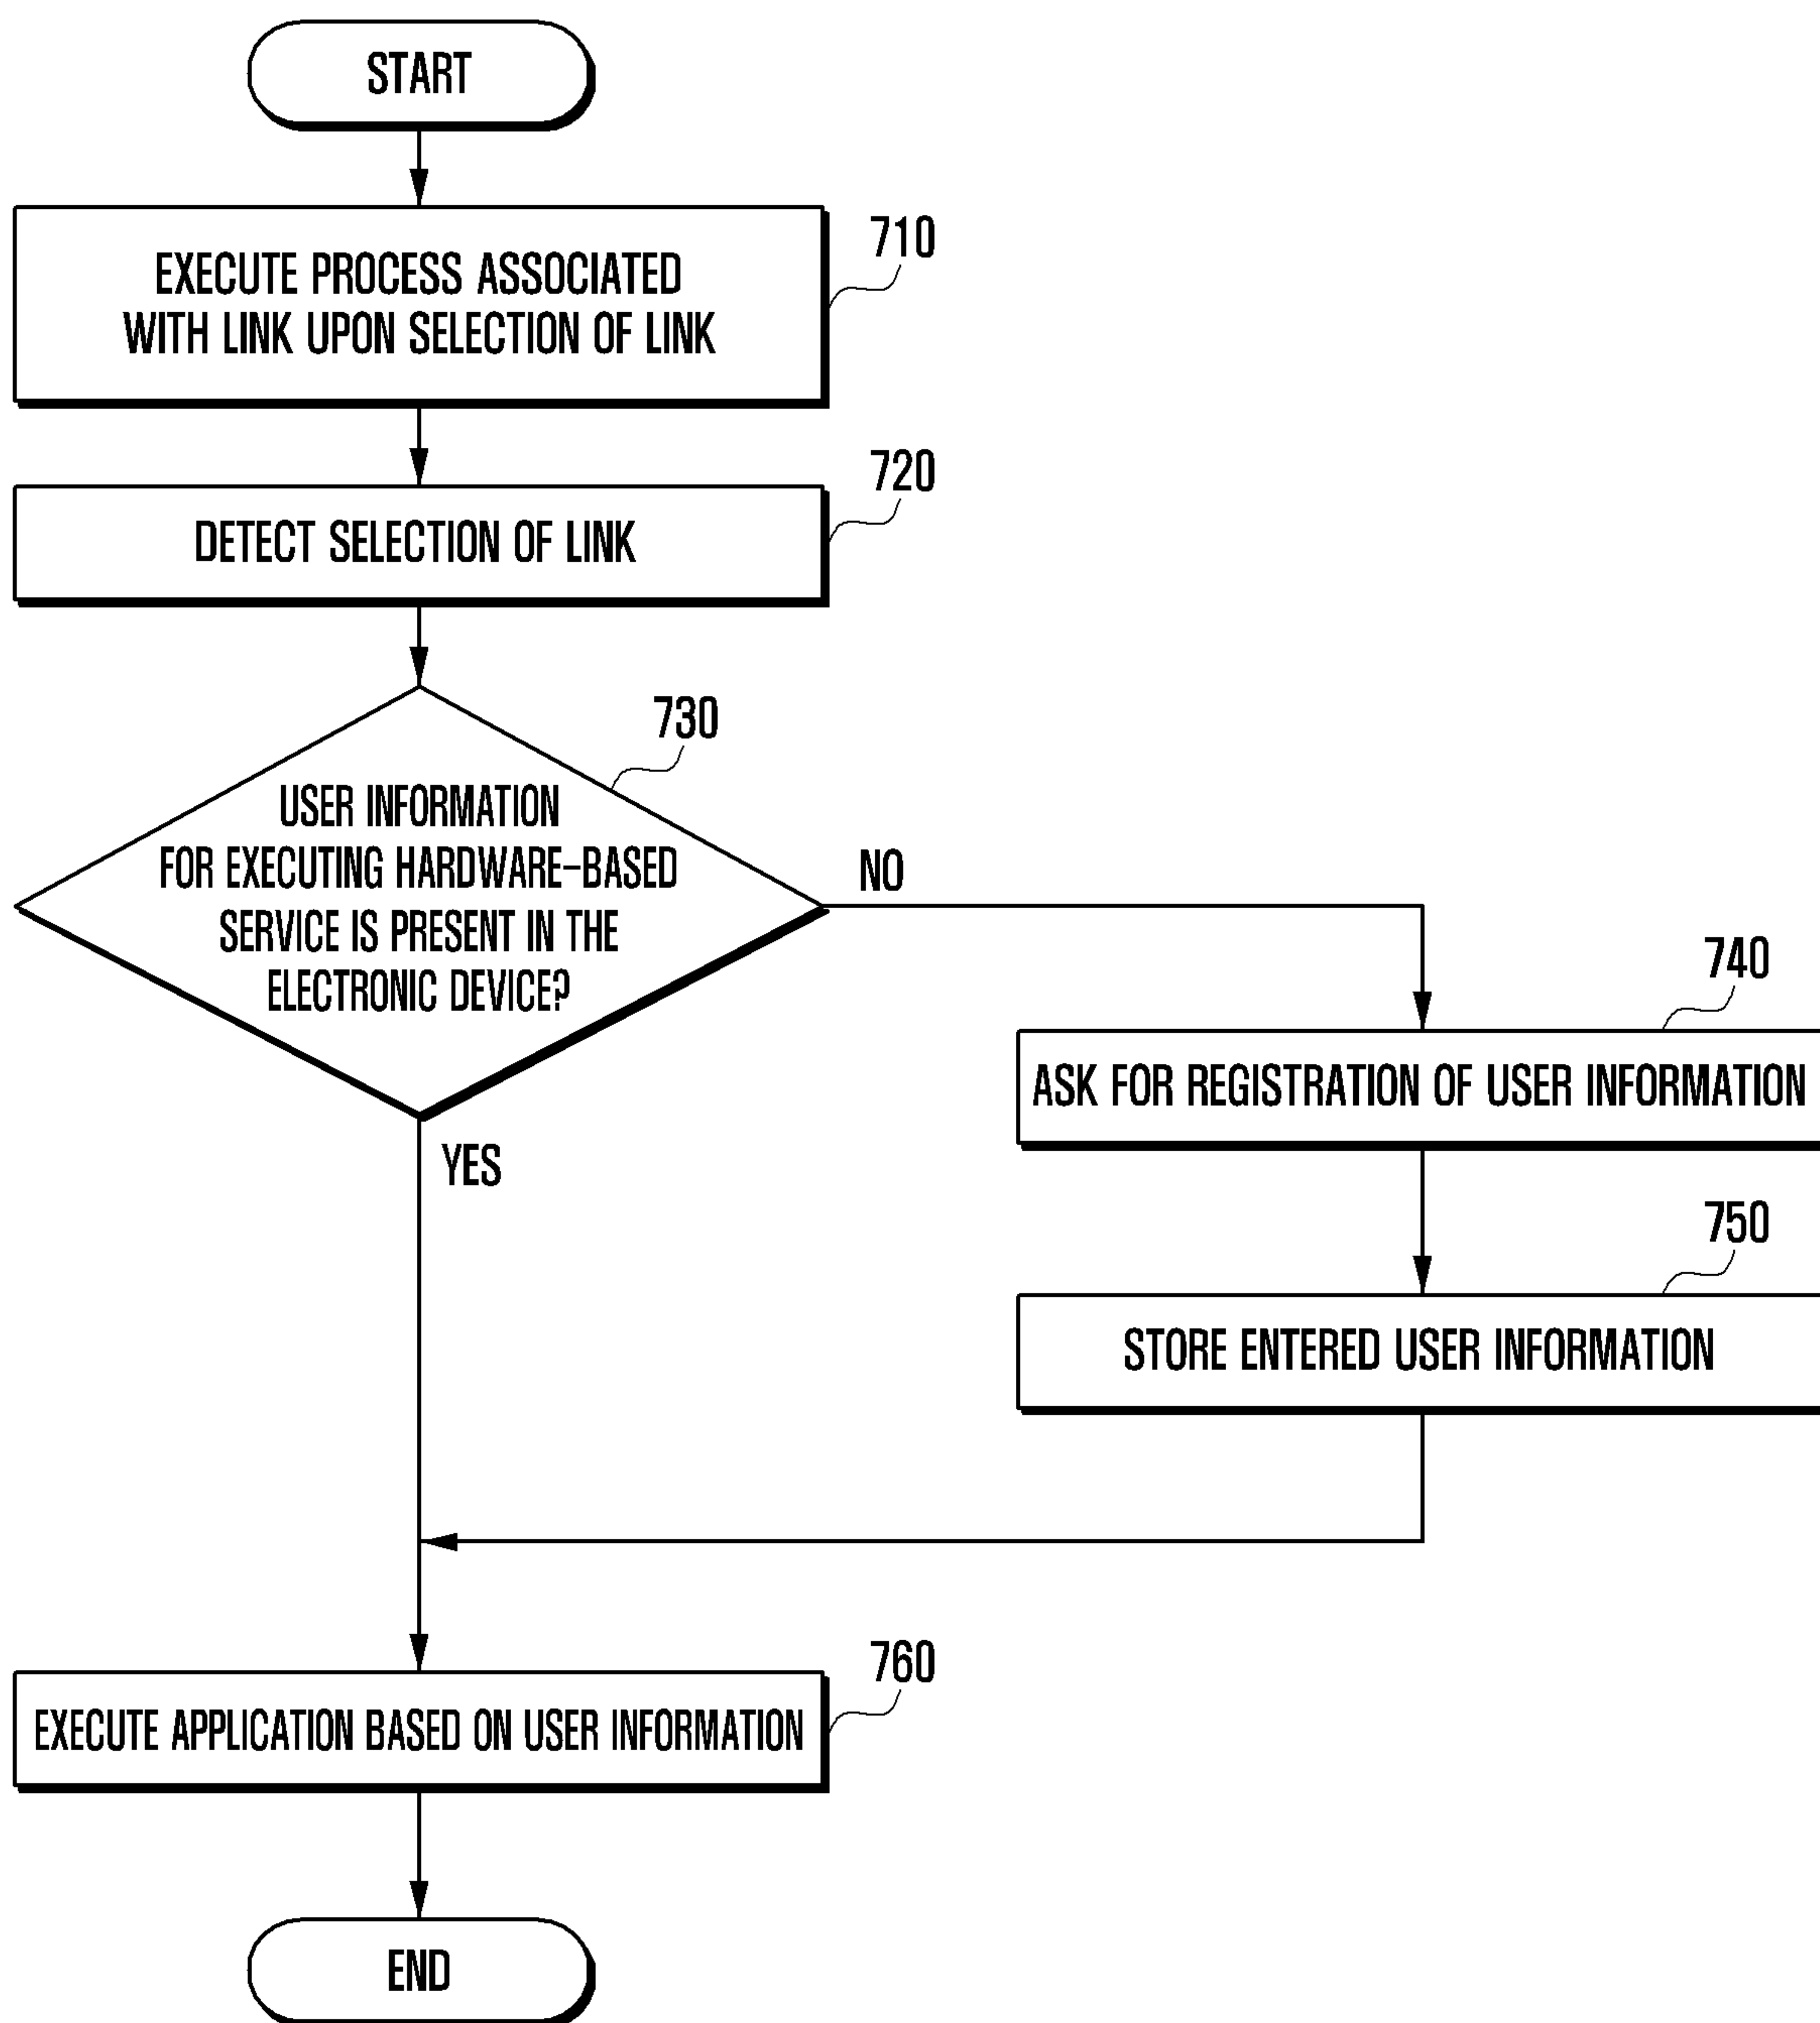 START
710
EXECUTE PROCESS ASSOCIATED
WITH LINK UPON SELECTION OF LINK
720
DETECT SELECTION OF LINK
730
USER INFORMATION
FOR EXECUTING HARDWARE-BASED
SERVICE IS PRESENT IN THE
ELECTRONIC DEVICE?
NO
YES
740
ASK FOR REGISTRATION OF USER INFORMATION
750
STORE ENTERED USER INFORMATION
760
EXECUTE APPLICATION BASED ON USER INFORMATION
END